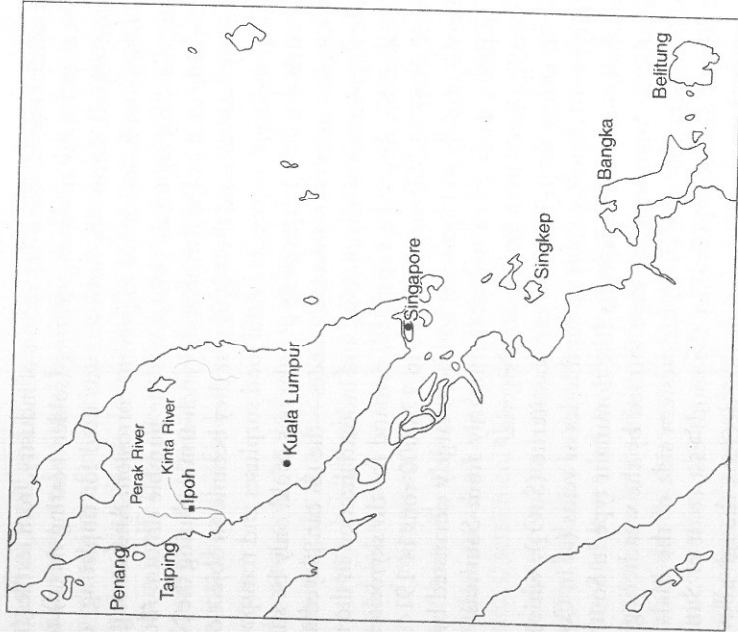 Penang
Taiping
Perak River
Kinta River
Ipoh
Kuala Lumpur
Singapore
Singkep
Bangka
Belitung